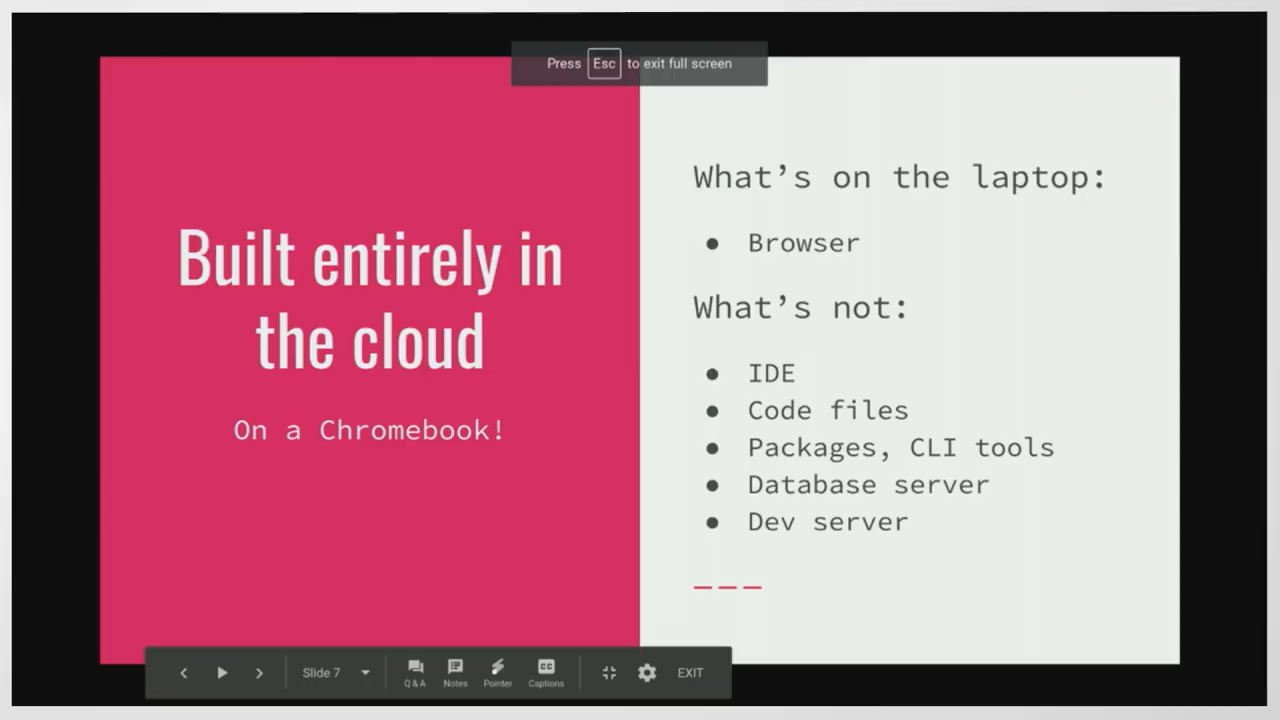 Press Esc to exit full screen
Built entirely in
the cloud
On a Chromebook!
What’s on the laptop:
● Browser
What’s not:
● IDE
● Code files
● Packages, CLI tools
● Database server
● Dev server
Slide 7
Q & A
Notes
Pointer
CC
Captions
EXIT